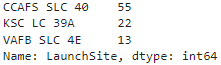 CCAFS SLC 40    55
KSC LC 39A      22
VAFB SLC 4E     13
Name: LaunchSite, dtype: int64